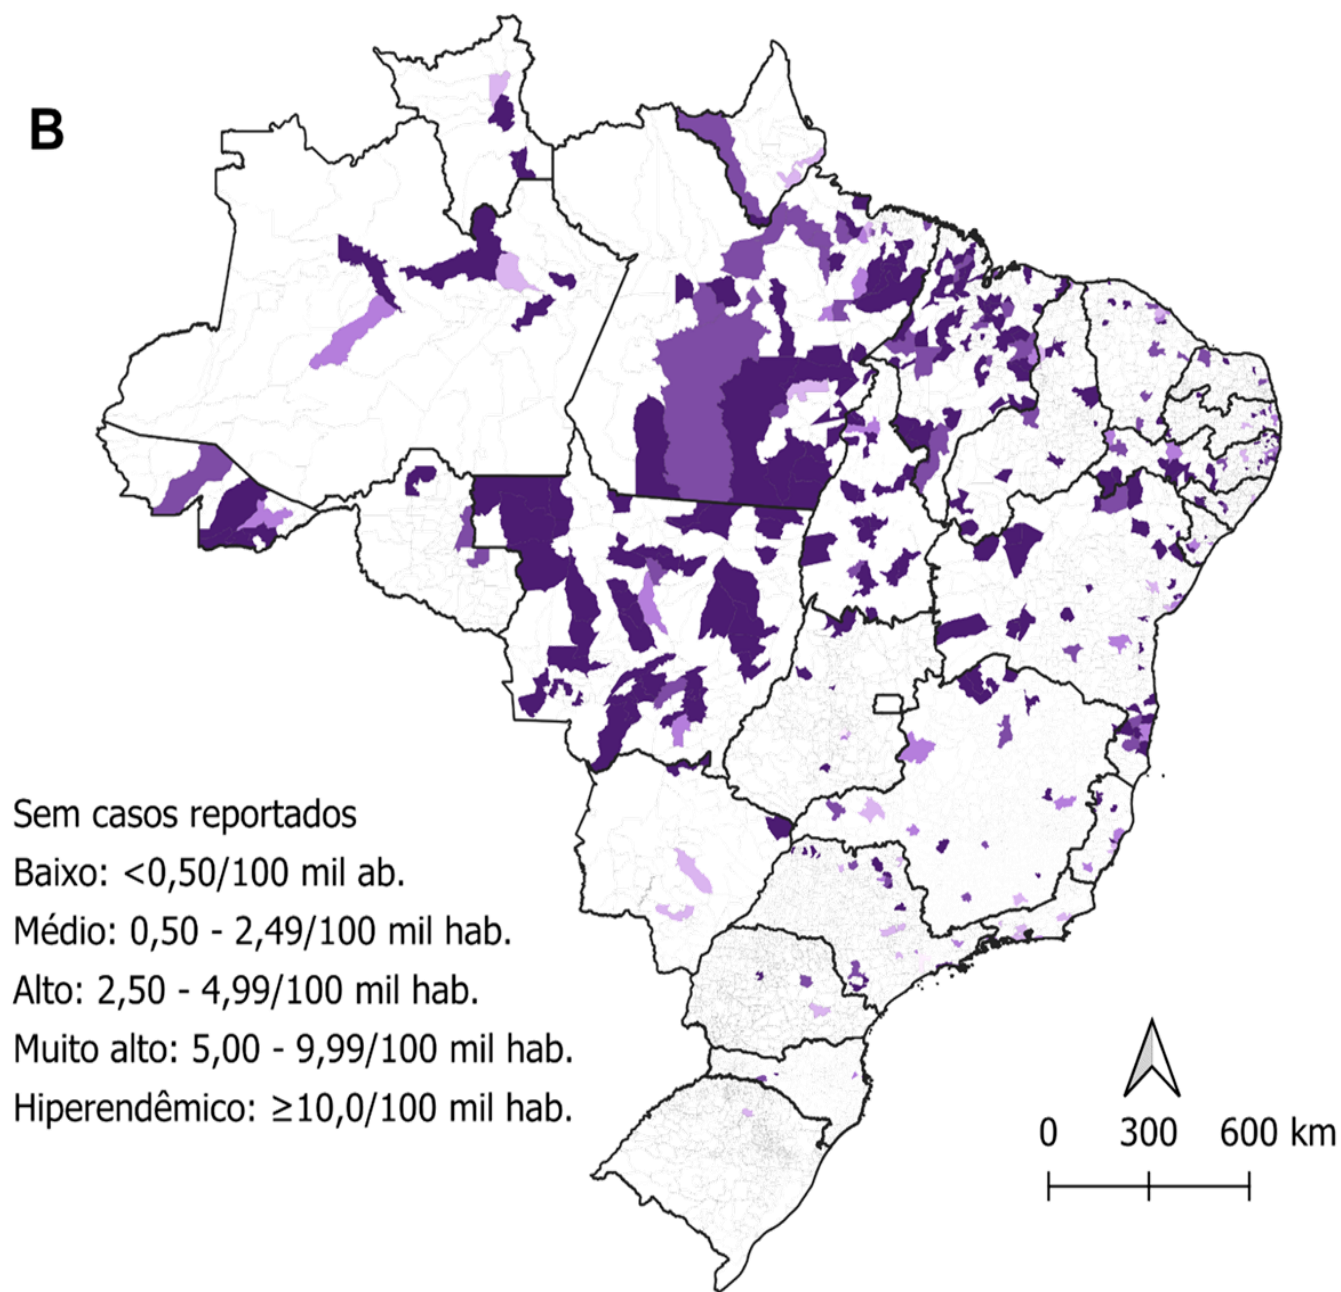 B
Sem casos reportados
Baixo: <0,50/100 mil ab.
Médio: 0,50 - 2,49/100 mil hab.
Alto: 2,50 - 4,99/100 mil hab.
Muito alto: 5,00 - 9,99/100 mil hab.
Hiperendêmico: ≥10,0/100 mil hab.
0 300 600 km